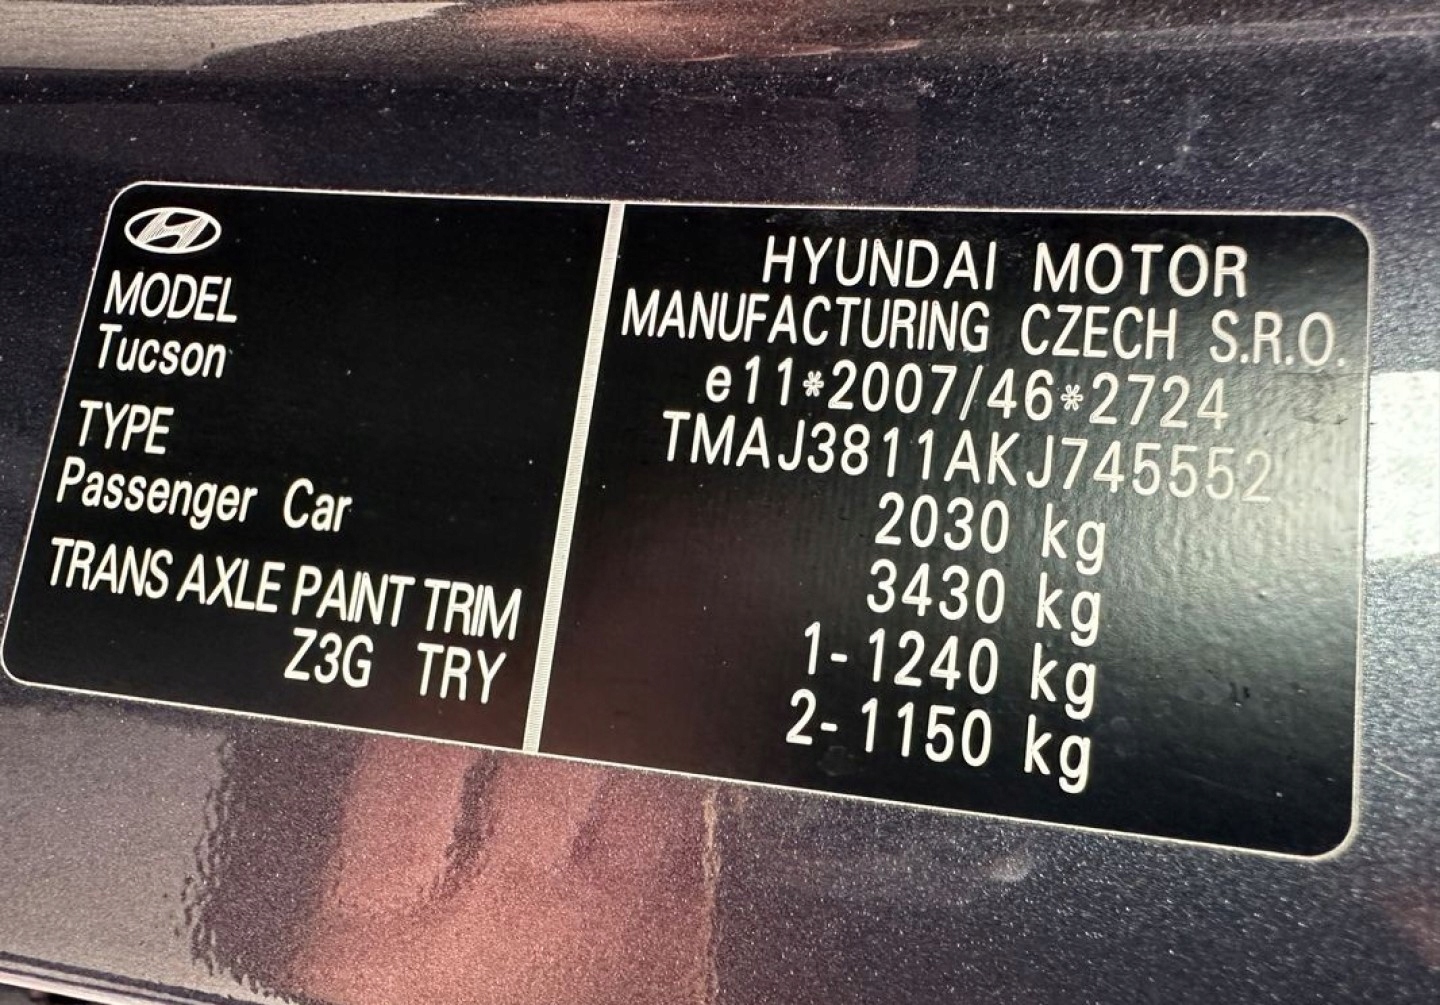 MODEL
Tucson
TYPE
Passenger Car
TRANS AXLE PAINT TRIM
Z3G TRY
HYUNDAI MOTOR
MANUFACTURING CZECH S.R.O.
e11*2007/46*2724
TMAJ3811AKJ745552
2030 kg
3430 kg
1-1240 kg
2-1150 kg